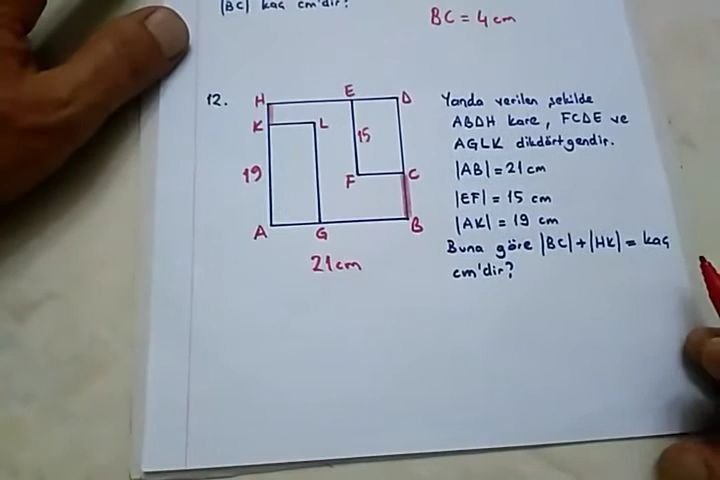 |BC| kaç cm'dir?
BC = 4 cm
12.
H E D
K L
15
19
F C
A G B
21cm
Yanda verilen şekilde
ABDH kare, FCDE ve
AGLK dikdörtgendir.
|AB| = 21 cm
|EF| = 15 cm
|AK| = 19 cm
Buna göre |BC|+|HK| = kaç
cm'dir?